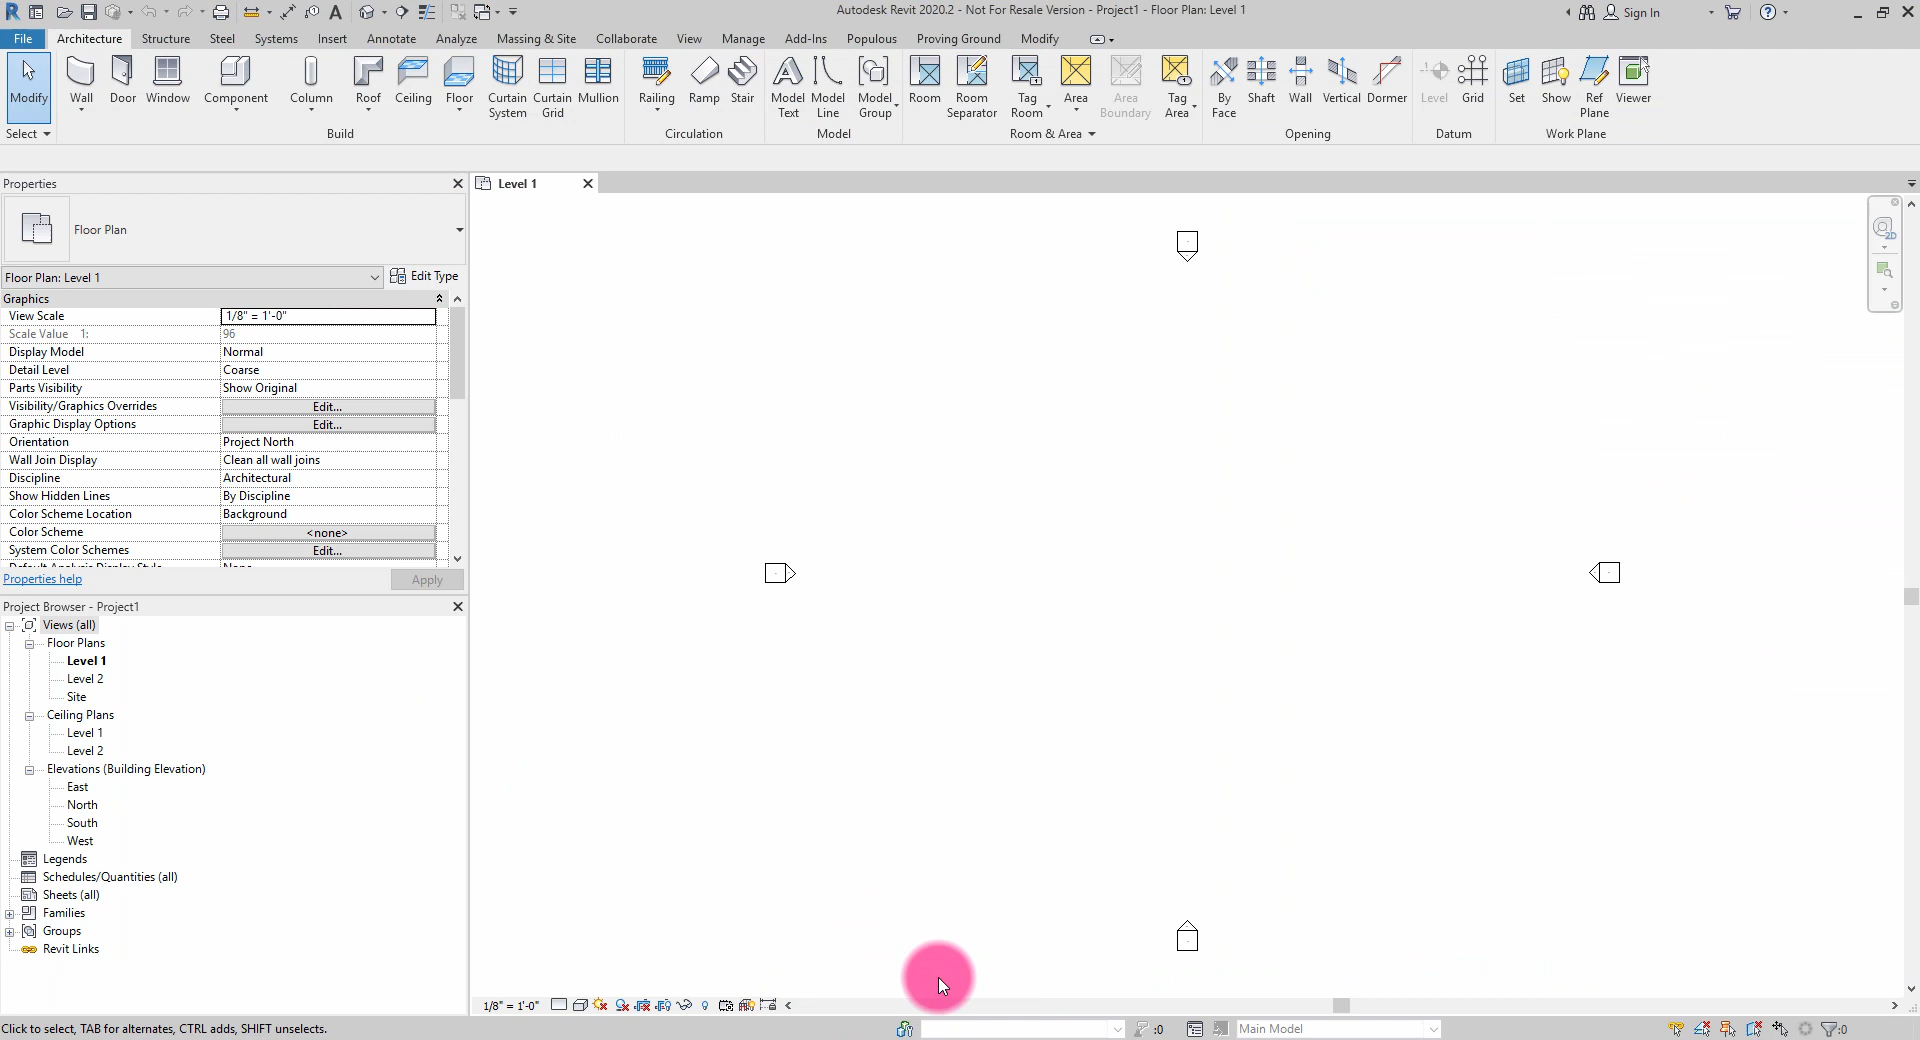 Autodesk Revit 2020.2 - Not For Resale Version - Project1 - Floor Plan: Level 1
Sign In
File Architecture Structure Steel Systems Insert Annotate Analyze Massing & Site Collaborate View Manage Add-Ins Populous Proving Ground Modify
Modify Wall Door Window Component Column Roof Ceiling Floor Curtain System Curtain Grid Mullion Railing Ramp Stair Model Text Model Line Model Group Room Room Separator Tag Room Area Area Boundary Tag Area By Face Shaft Wall Vertical Dormer Level Grid Set Show Ref Plane Viewer
Select Build Circulation Model Room & Area Opening Datum Work Plane
Properties
Level 1
Floor Plan
2D
Floor Plan: Level 1 Edit Type
Graphics
View Scale 1/8" = 1'-0"
Scale Value 1: 96
Display Model Normal
Detail Level Coarse
Parts Visibility Show Original
Visibility/Graphics Overrides Edit...
Graphic Display Options Edit...
Orientation Project North
Wall Join Display Clean all wall joins
Discipline Architectural
Show Hidden Lines By Discipline
Color Scheme Location Background
Color Scheme <none>
System Color Schemes Edit...
Default Analysis Display Style None
Properties help Apply
Project Browser - Project1
Views (all)
Floor Plans
Level 1
Level 2
Site
Ceiling Plans
Level 1
Level 2
Elevations (Building Elevation)
East
North
South
West
Legends
Schedules/Quantities (all)
Sheets (all)
Families
Groups
Revit Links
1/8" = 1'-0"
Click to select, TAB for alternates, CTRL adds, SHIFT unselects.
:0
Main Model
:0